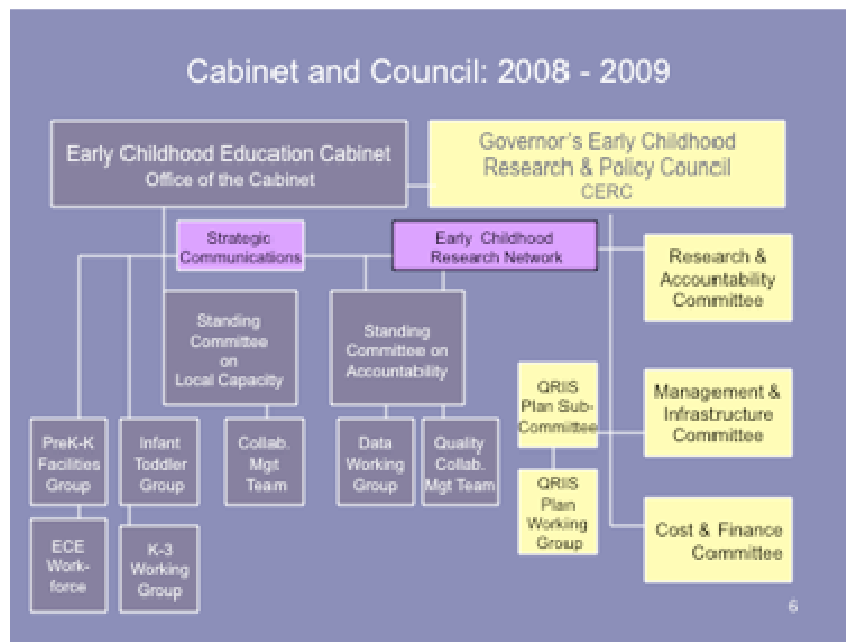 Cabinet and Council: 2008 - 2009
Early Childhood Education Cabinet
Office of the Cabinet
Governor's Early Childhood
Research & Policy Council
CERC
Strategic
Communications
Early Childhood
Research Network
Research &
Accountability
Committee
Standing
Committee
on
Local Capacity
Standing
Committee on
Accountability
QRIS
Plan Sub-
Committee
Management &
Infrastructure
Committee
PreK-K
Facilities
Group
Infant
Toddler
Group
Collab.
Mgt
Team
Data
Working
Group
Quality
Collab.
Mgt Team
QRIS
Plan
Working
Group
ECE
Work-
force
K-3
Working
Group
Cost & Finance
Committee
6